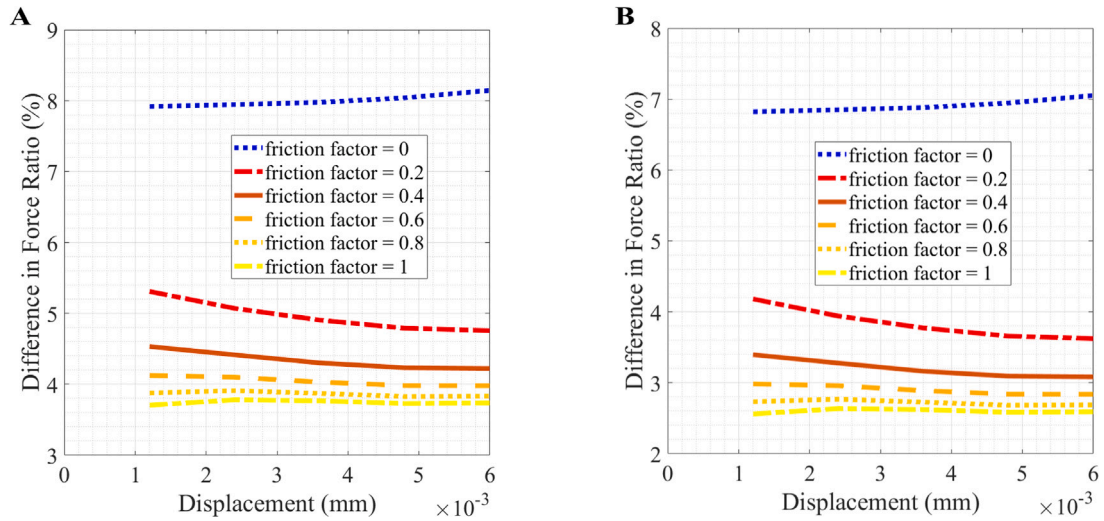 A
Difference in Force Ratio (%)
9
8
7
6
5
4
3
friction factor = 0
friction factor = 0.2
friction factor = 0.4
friction factor = 0.6
friction factor = 0.8
friction factor = 1
0 1 2 3 4 5 6
Displacement (mm)
×10⁻³
B
Difference in Force Ratio (%)
8
7
6
5
4
3
2
friction factor = 0
friction factor = 0.2
friction factor = 0.4
friction factor = 0.6
friction factor = 0.8
friction factor = 1
0 1 2 3 4 5 6
Displacement (mm)
×10⁻³